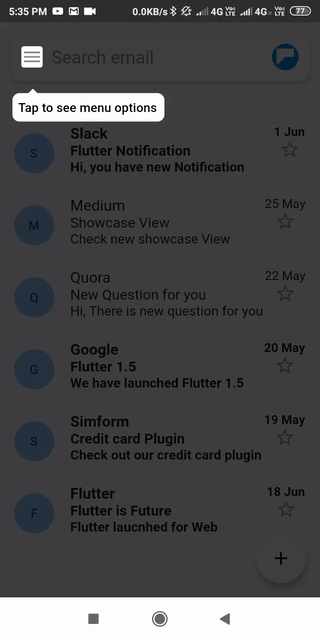 5:35 PM 0.0KB/s 4G VoLTE 4G VoLTE 77
Search email
Tap to see menu options
Slack 1 Jun
S
Flutter Notification
Hi, you have new Notification
Medium 25 May
M
Showcase View
Check new showcase View
Quora 22 May
Q
New Question for you
Hi, There is new question for you
Google 20 May
G
Flutter 1.5
We have launched Flutter 1.5
Simform 19 May
S
Credit card Plugin
Check out our credit card plugin
Flutter 18 Jun
F
Flutter is Future
Flutter laucnhed for Web
+